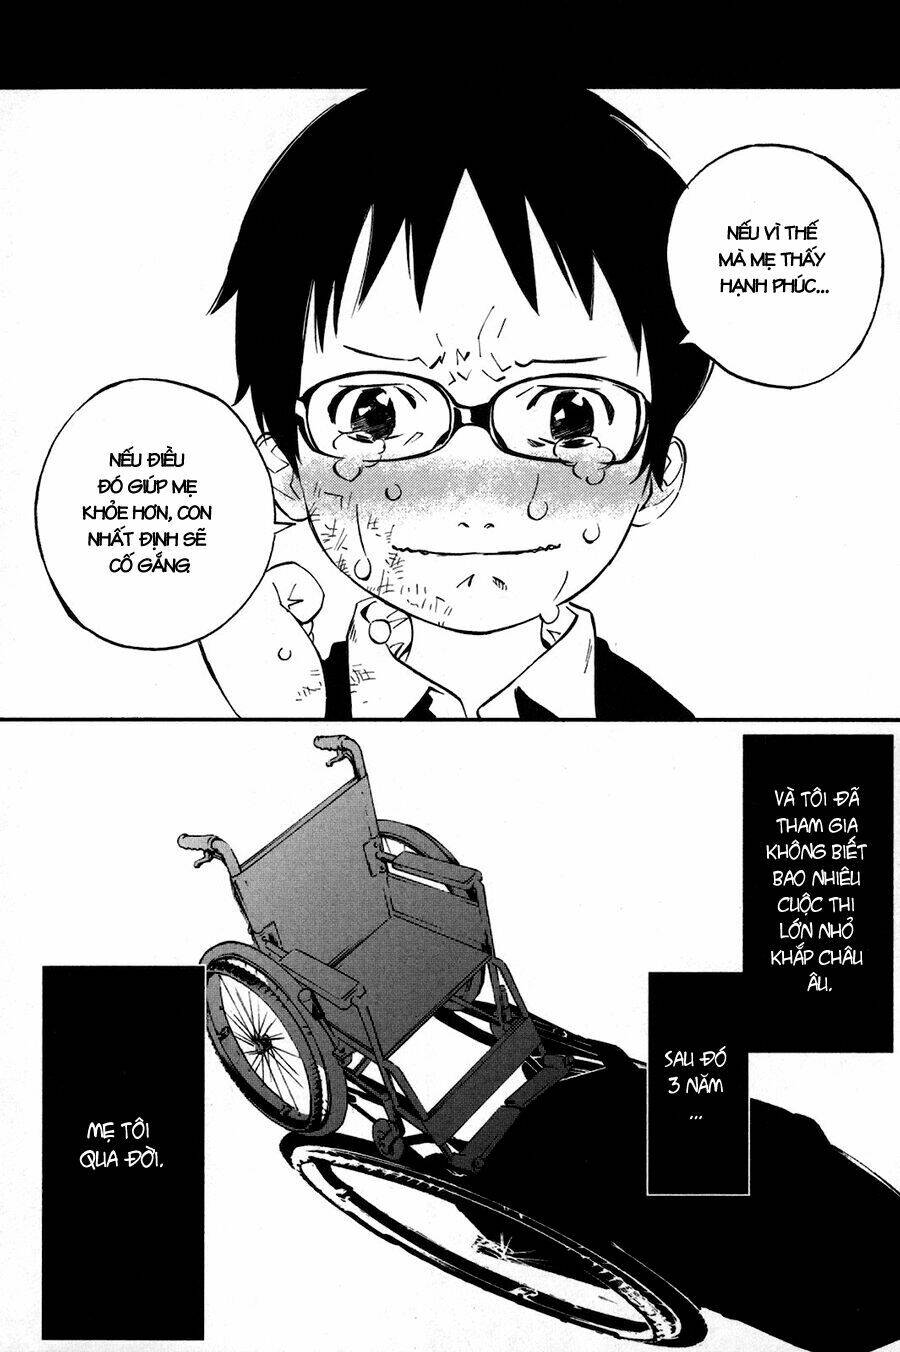 NẾU VÌ THẾ
MÀ MẸ THẤY
HẠNH PHÚC...
NẾU ĐIỀU
ĐÓ GIÚP MẸ
KHỎE HƠN, CON
NHẤT ĐỊNH SẼ
CỐ GẮNG.
VÀ TÔI ĐÃ
THAM GIA
KHÔNG BIẾT
BAO NHIÊU
CUỘC THI
LỚN NHỎ
KHẮP CHÂU
ÂU.
SAU ĐÓ
3 NĂM
...
MẸ TÔI
QUA ĐỜI.